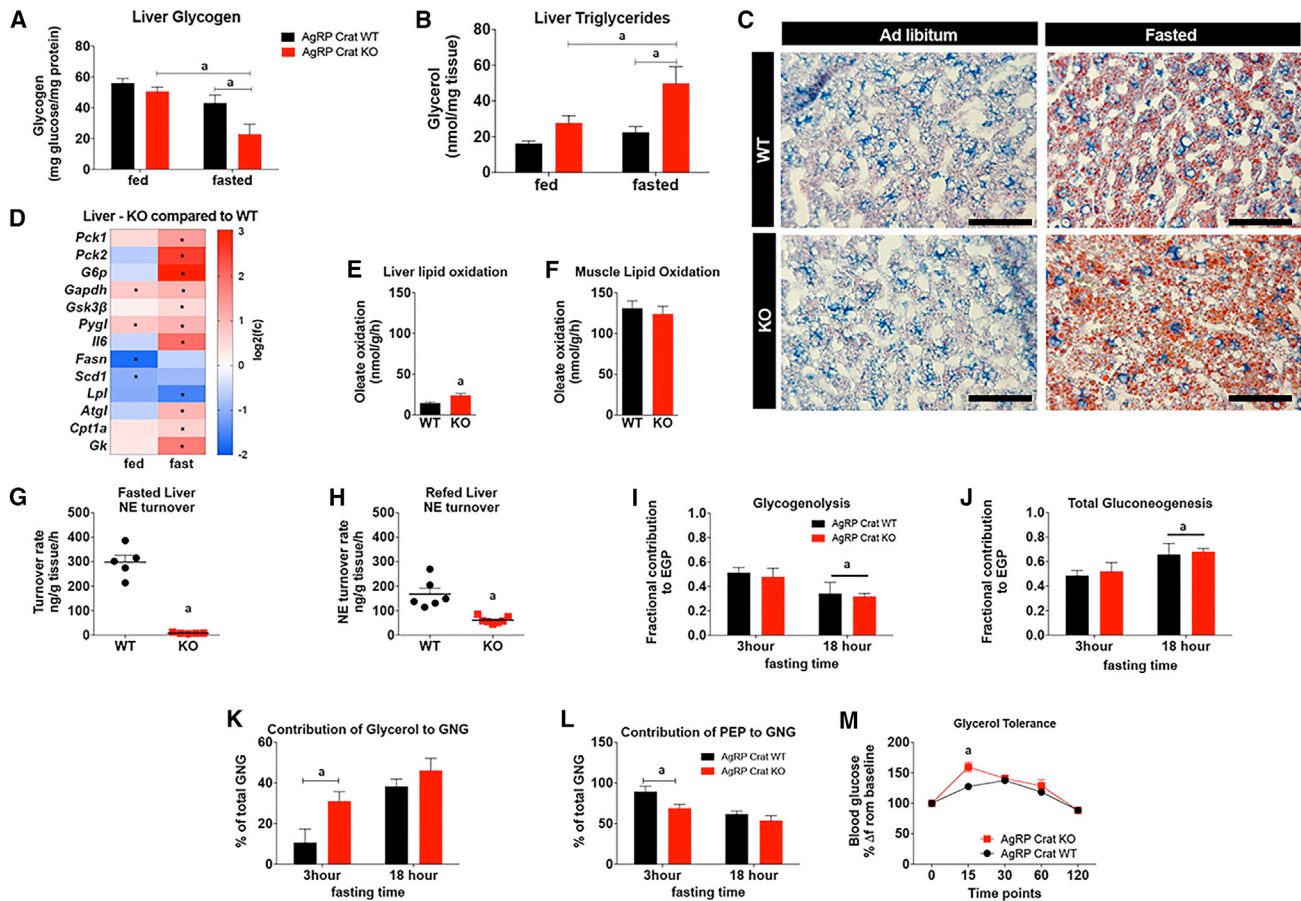 A
Liver Glycogen
AgRP Crat WT
AgRP Crat KO
Glycogen
(mg glucose/mg protein)
80
60
40
20
0
a
a
fed
fasted
B
Liver Triglycerides
Glycerol
(nmol/mg tissue)
80
60
40
20
0
a
a
fed
fasted
C
Ad libitum
Fasted
WT
KO
D
Liver - KO compared to WT
Pck1
Pck2
G6p
Gapdh
Gsk3β
Pygl
Il6
Fasn
Scd1
Lpl
Atgl
Cpt1a
Gk
fed
fast
3
2
1
0
-1
-2
log2(fc)
E
Liver lipid oxidation
Oleate oxidation
(nmol/g/h)
150
100
50
0
a
WT KO
F
Muscle Lipid Oxidation
Oleate oxidation
(nmol/g/h)
150
100
50
0
WT KO
G
Fasted Liver
NE turnover
Turnover rate
ng/g tissue/h
500
400
300
200
100
0
a
WT
KO
H
Refed Liver
NE turnover
NE turnover rate
ng/g tissue/h
500
400
300
200
100
0
a
WT
KO
I
Glycogenolysis
AgRP Crat WT
AgRP Crat KO
Fractional contribution
to EGP
1.0
0.8
0.6
0.4
0.2
0.0
a
3hour
18 hour
fasting time
J
Total Gluconeogenesis
Fractional contribution
to EGP
1.0
0.8
0.6
0.4
0.2
0.0
a
3hour
18 hour
fasting time
K
Contribution of Glycerol to GNG
% of total GNG
60
40
20
0
a
3hour
18 hour
fasting time
L
Contribution of PEP to GNG
AgRP Crat WT
AgRP Crat KO
% of total GNG
150
100
50
0
a
3hour
18 hour
fasting time
M
Glycerol Tolerance
Blood glucose
% Δf rom baseline
200
150
100
50
0
a
AgRP Crat KO
AgRP Crat WT
0 15 30 60 120
Time points